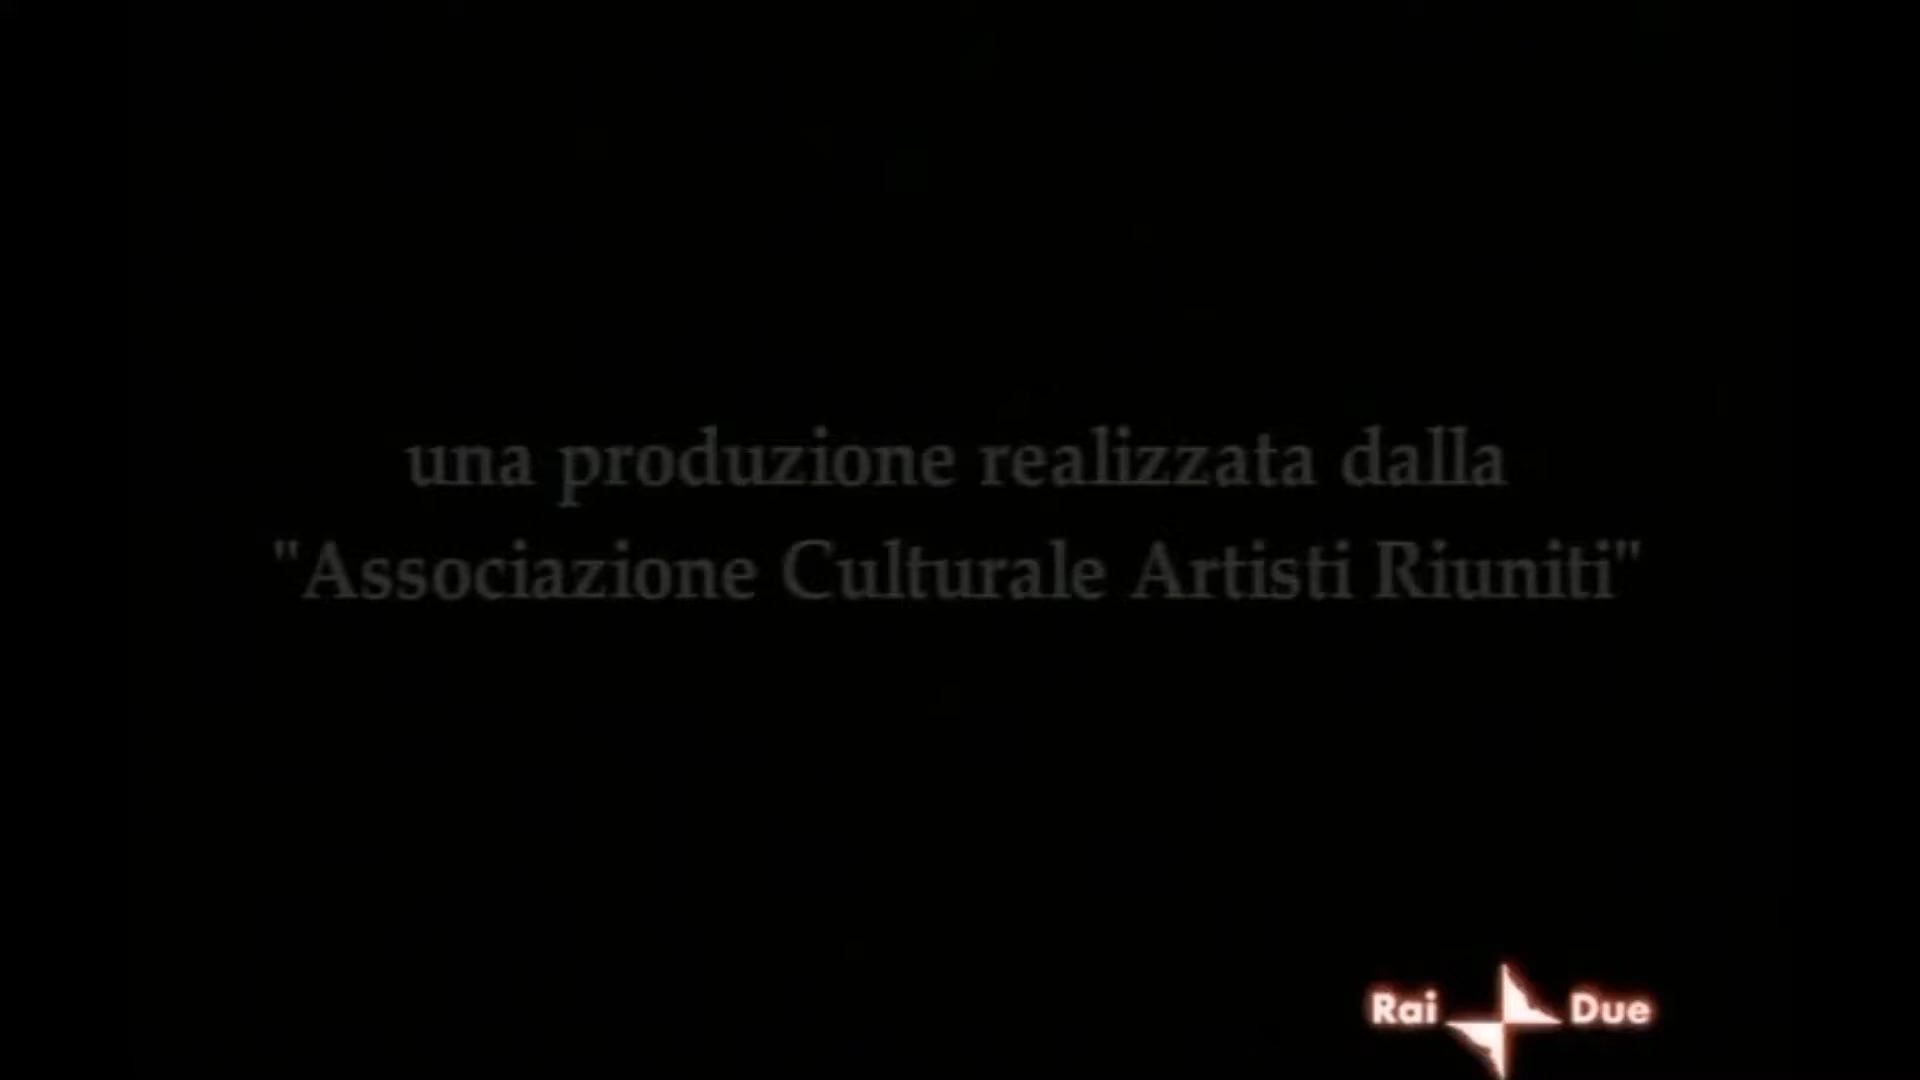 una produzione realizzata dalla
"Associazione Culturale Artisti Riuniti"
Rai Due